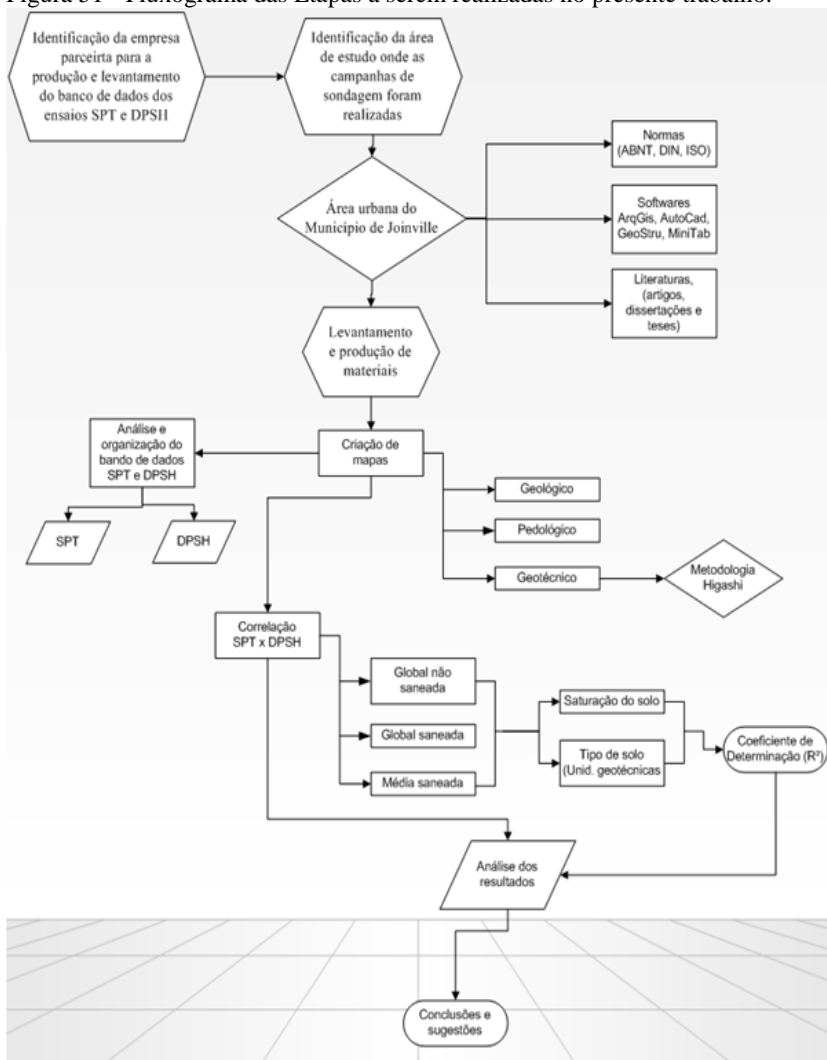 Figura 31 - Fluxograma das Etapas a serem realizadas no presente trabalho.
Identificação da empresa
parceirta para a
produção e levantamento
do banco de dados dos
ensaios SPT e DPSH
Identificação da área
de estudo onde as
campanhas de
sondagem foram
realizadas
Normas
(ABNT, DIN, ISO)
Área urbana do
Município de Joinville
Softwares
ArqGis, AutoCad,
GeoStru, MiniTab
Literaturas,
(artigos,
dissertações e
teses)
Levantamento
e produção de
materiais
Análise e
organização do
bando de dados
SPT e DPSH
Criação de
mapas
SPT
DPSH
Geológico
Pedológico
Geotécnico
Metodologia
Higashi
Correlação
SPT x DPSH
Global não
saneada
Global saneada
Média saneada
Saturação do solo
Tipo de solo
(Unid. geotécnicas
Coeficiente de
Determinação (R²)
Análise dos
resultados
Conclusões e
sugestões